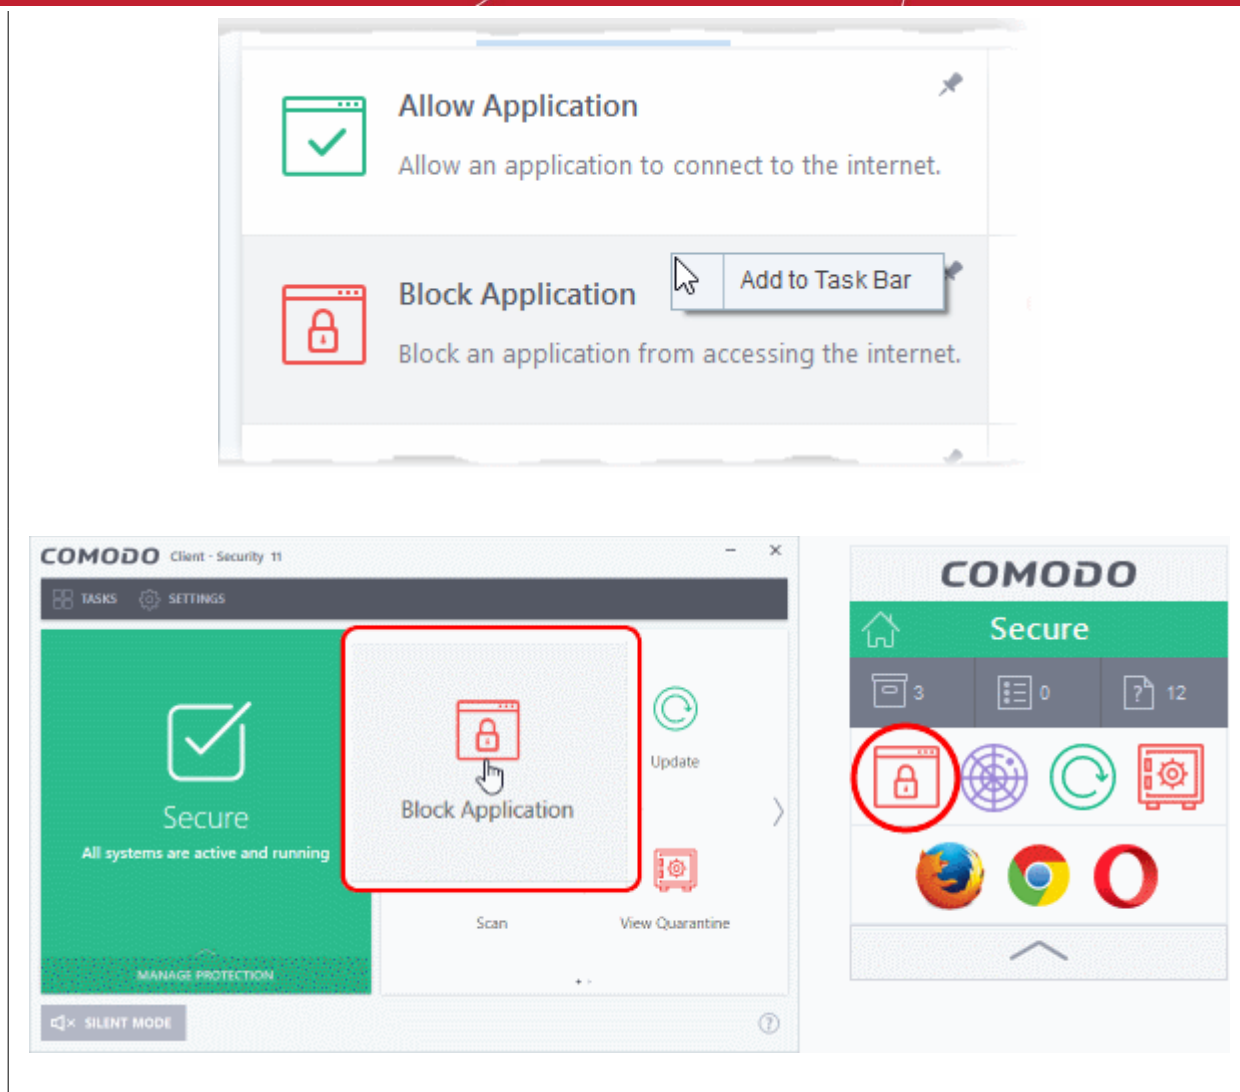 Allow Application
Allow an application to connect to the internet.
Block Application
Add to Task Bar
Block an application from accessing the internet.
COMODO Client - Security 11
TASKS SETTINGS
Secure
All systems are active and running
MANAGE PROTECTION
SILENT MODE
Block Application
Update
Scan
View Quarantine
COMODO
Secure
3 0 12